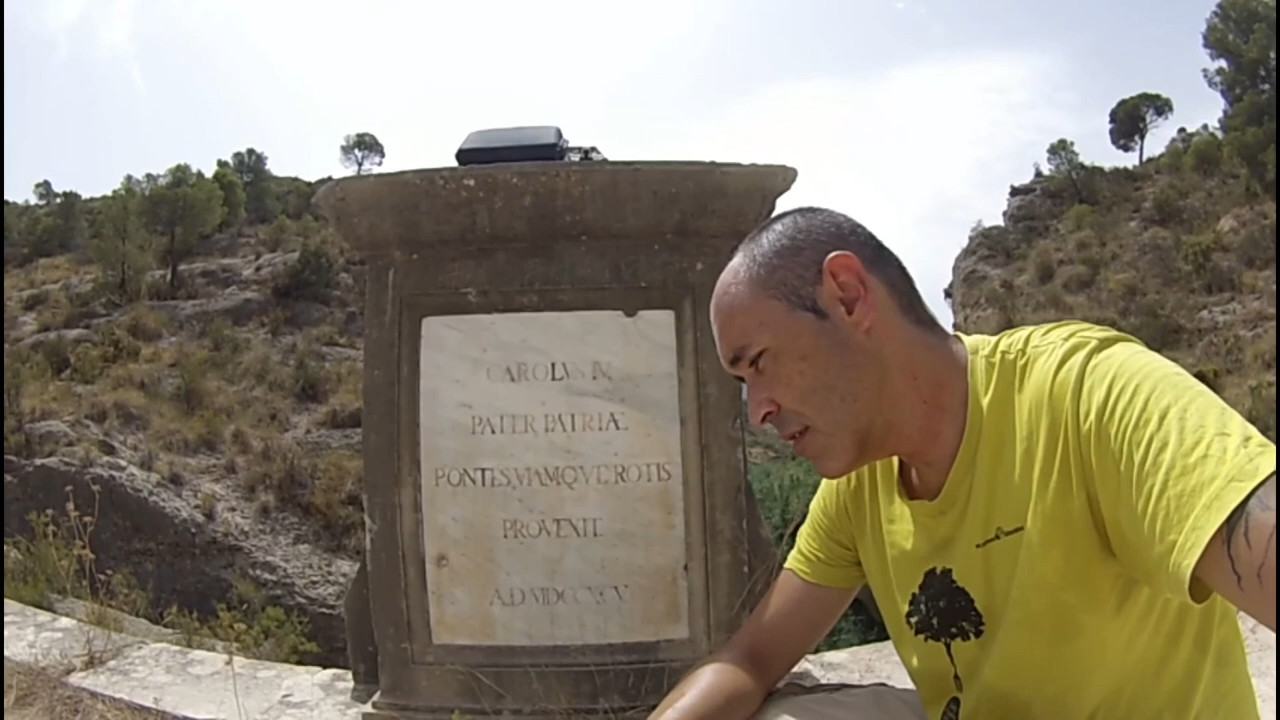 CAROLVS IV
PATER PATRIÆ
PONTES,VIAMQVE ROTIS
PROVEXIT
A.D MDCCXCV